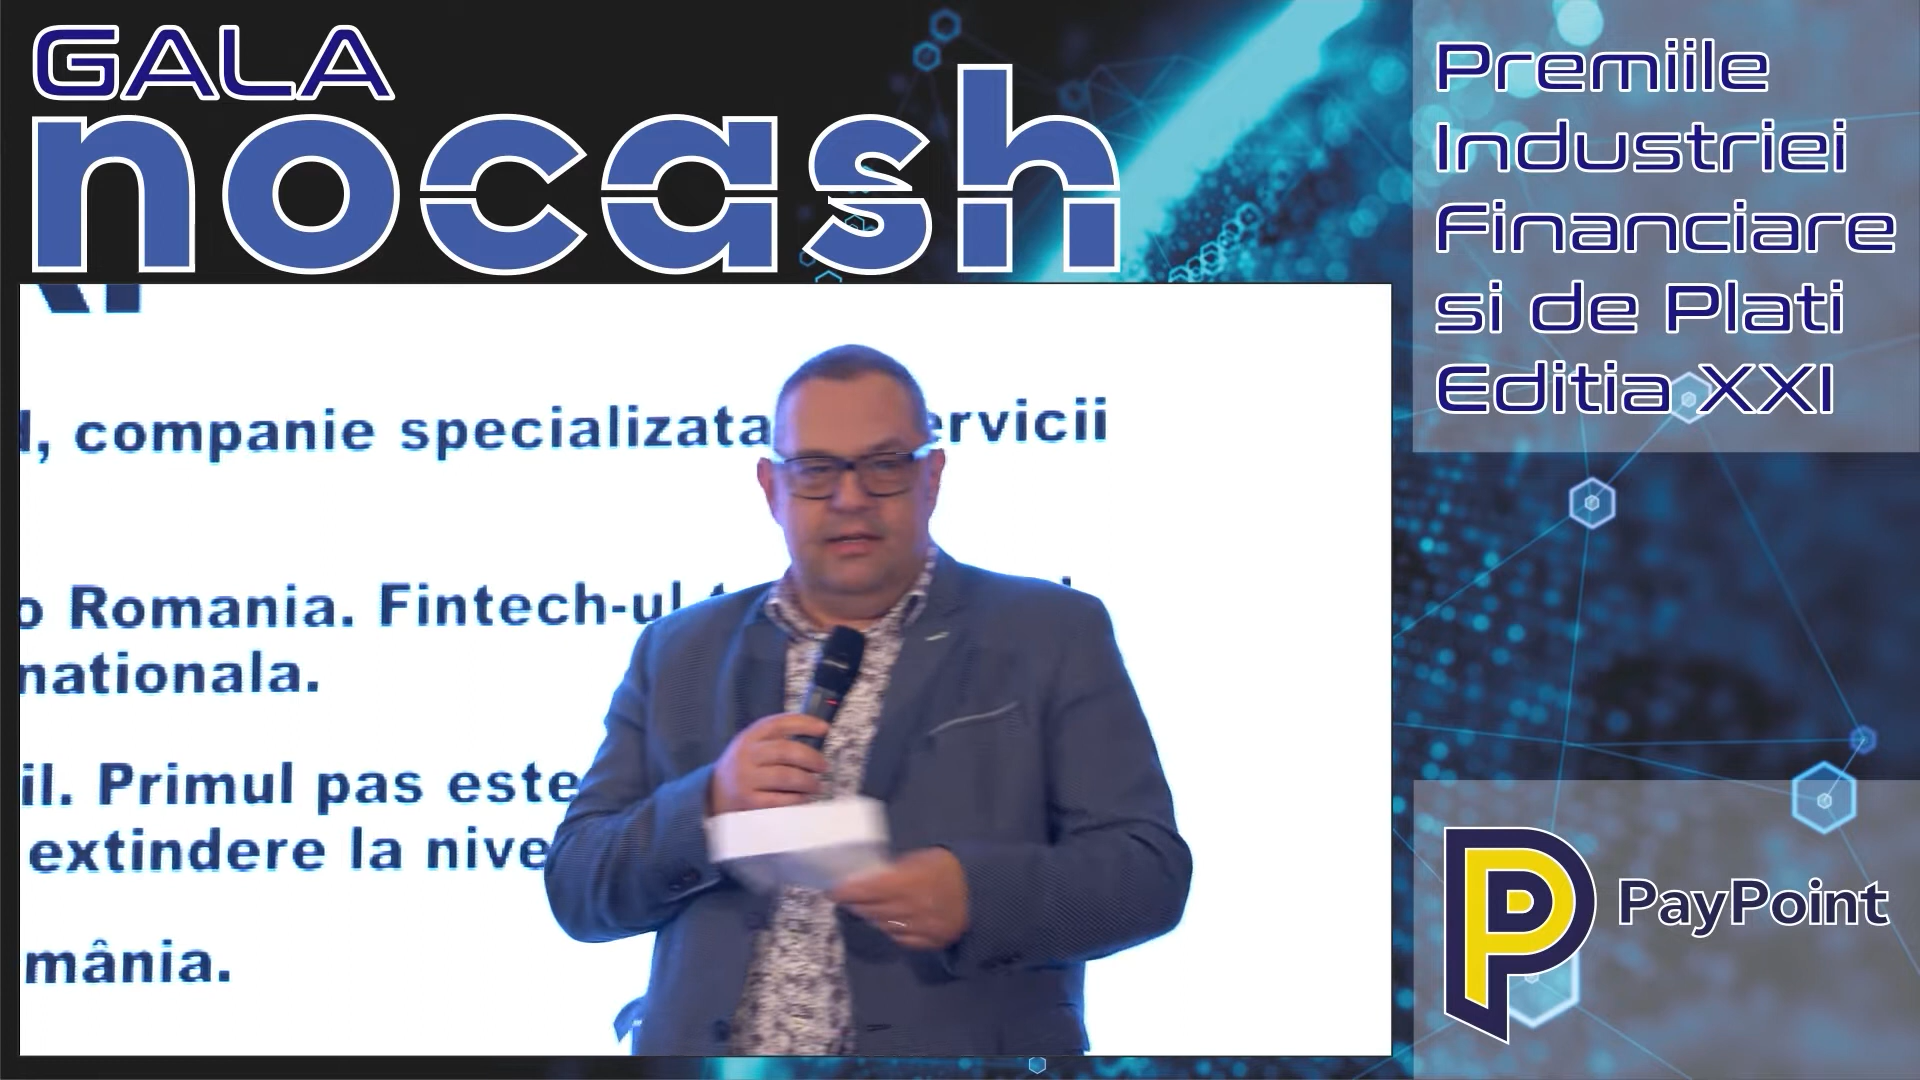 GALA
nocash
Premiile
Industriei
Financiare
si de Plati
Editia XXI
, companie specializata ervicii
o Romania. Fintech-ul
nationala.
il. Primul pas este
extindere la nive
mânia.
PayPoint